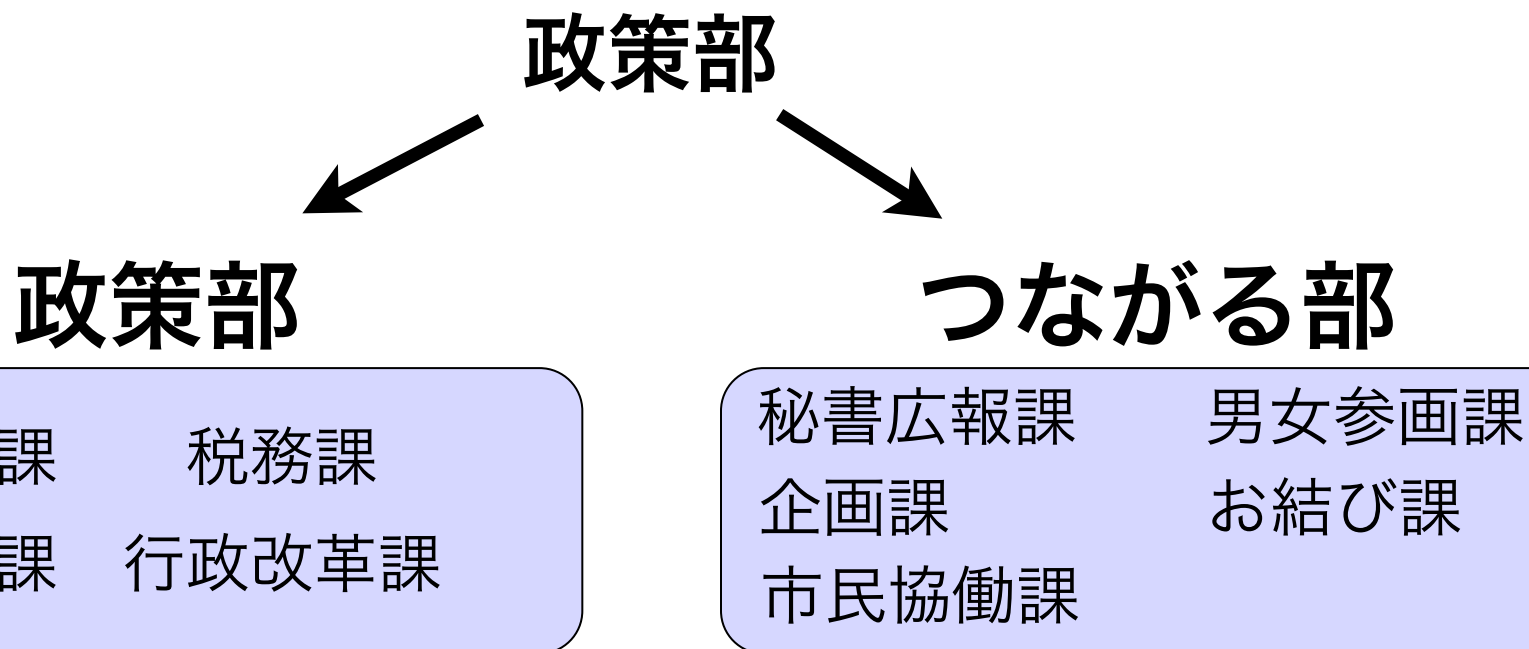 政策部
政策部
つながる部
課 税務課
課 行政改革課
秘書広報課 男女参画課
企画課 お結び課
市民協働課